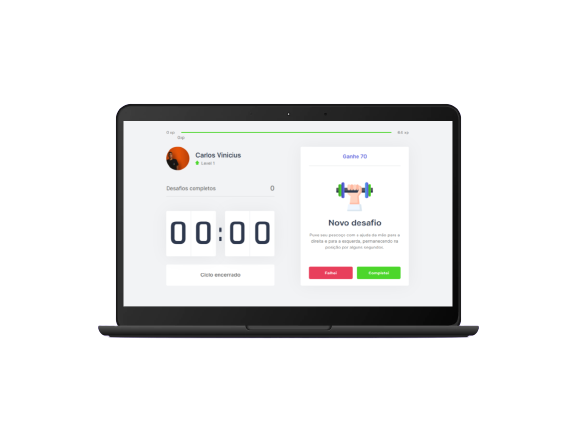 0 xp
64 xp
0xp
Carlos Vinicius
Level 1
Desafios completos
0
00:00
Ciclo encerrado
Ganhe 70
Novo desafio
Puxe seu pescoço com a ajuda da mão para a
direita e para a esquerda, permanecendo na
posição por alguns segundos.
Falhei
Completei